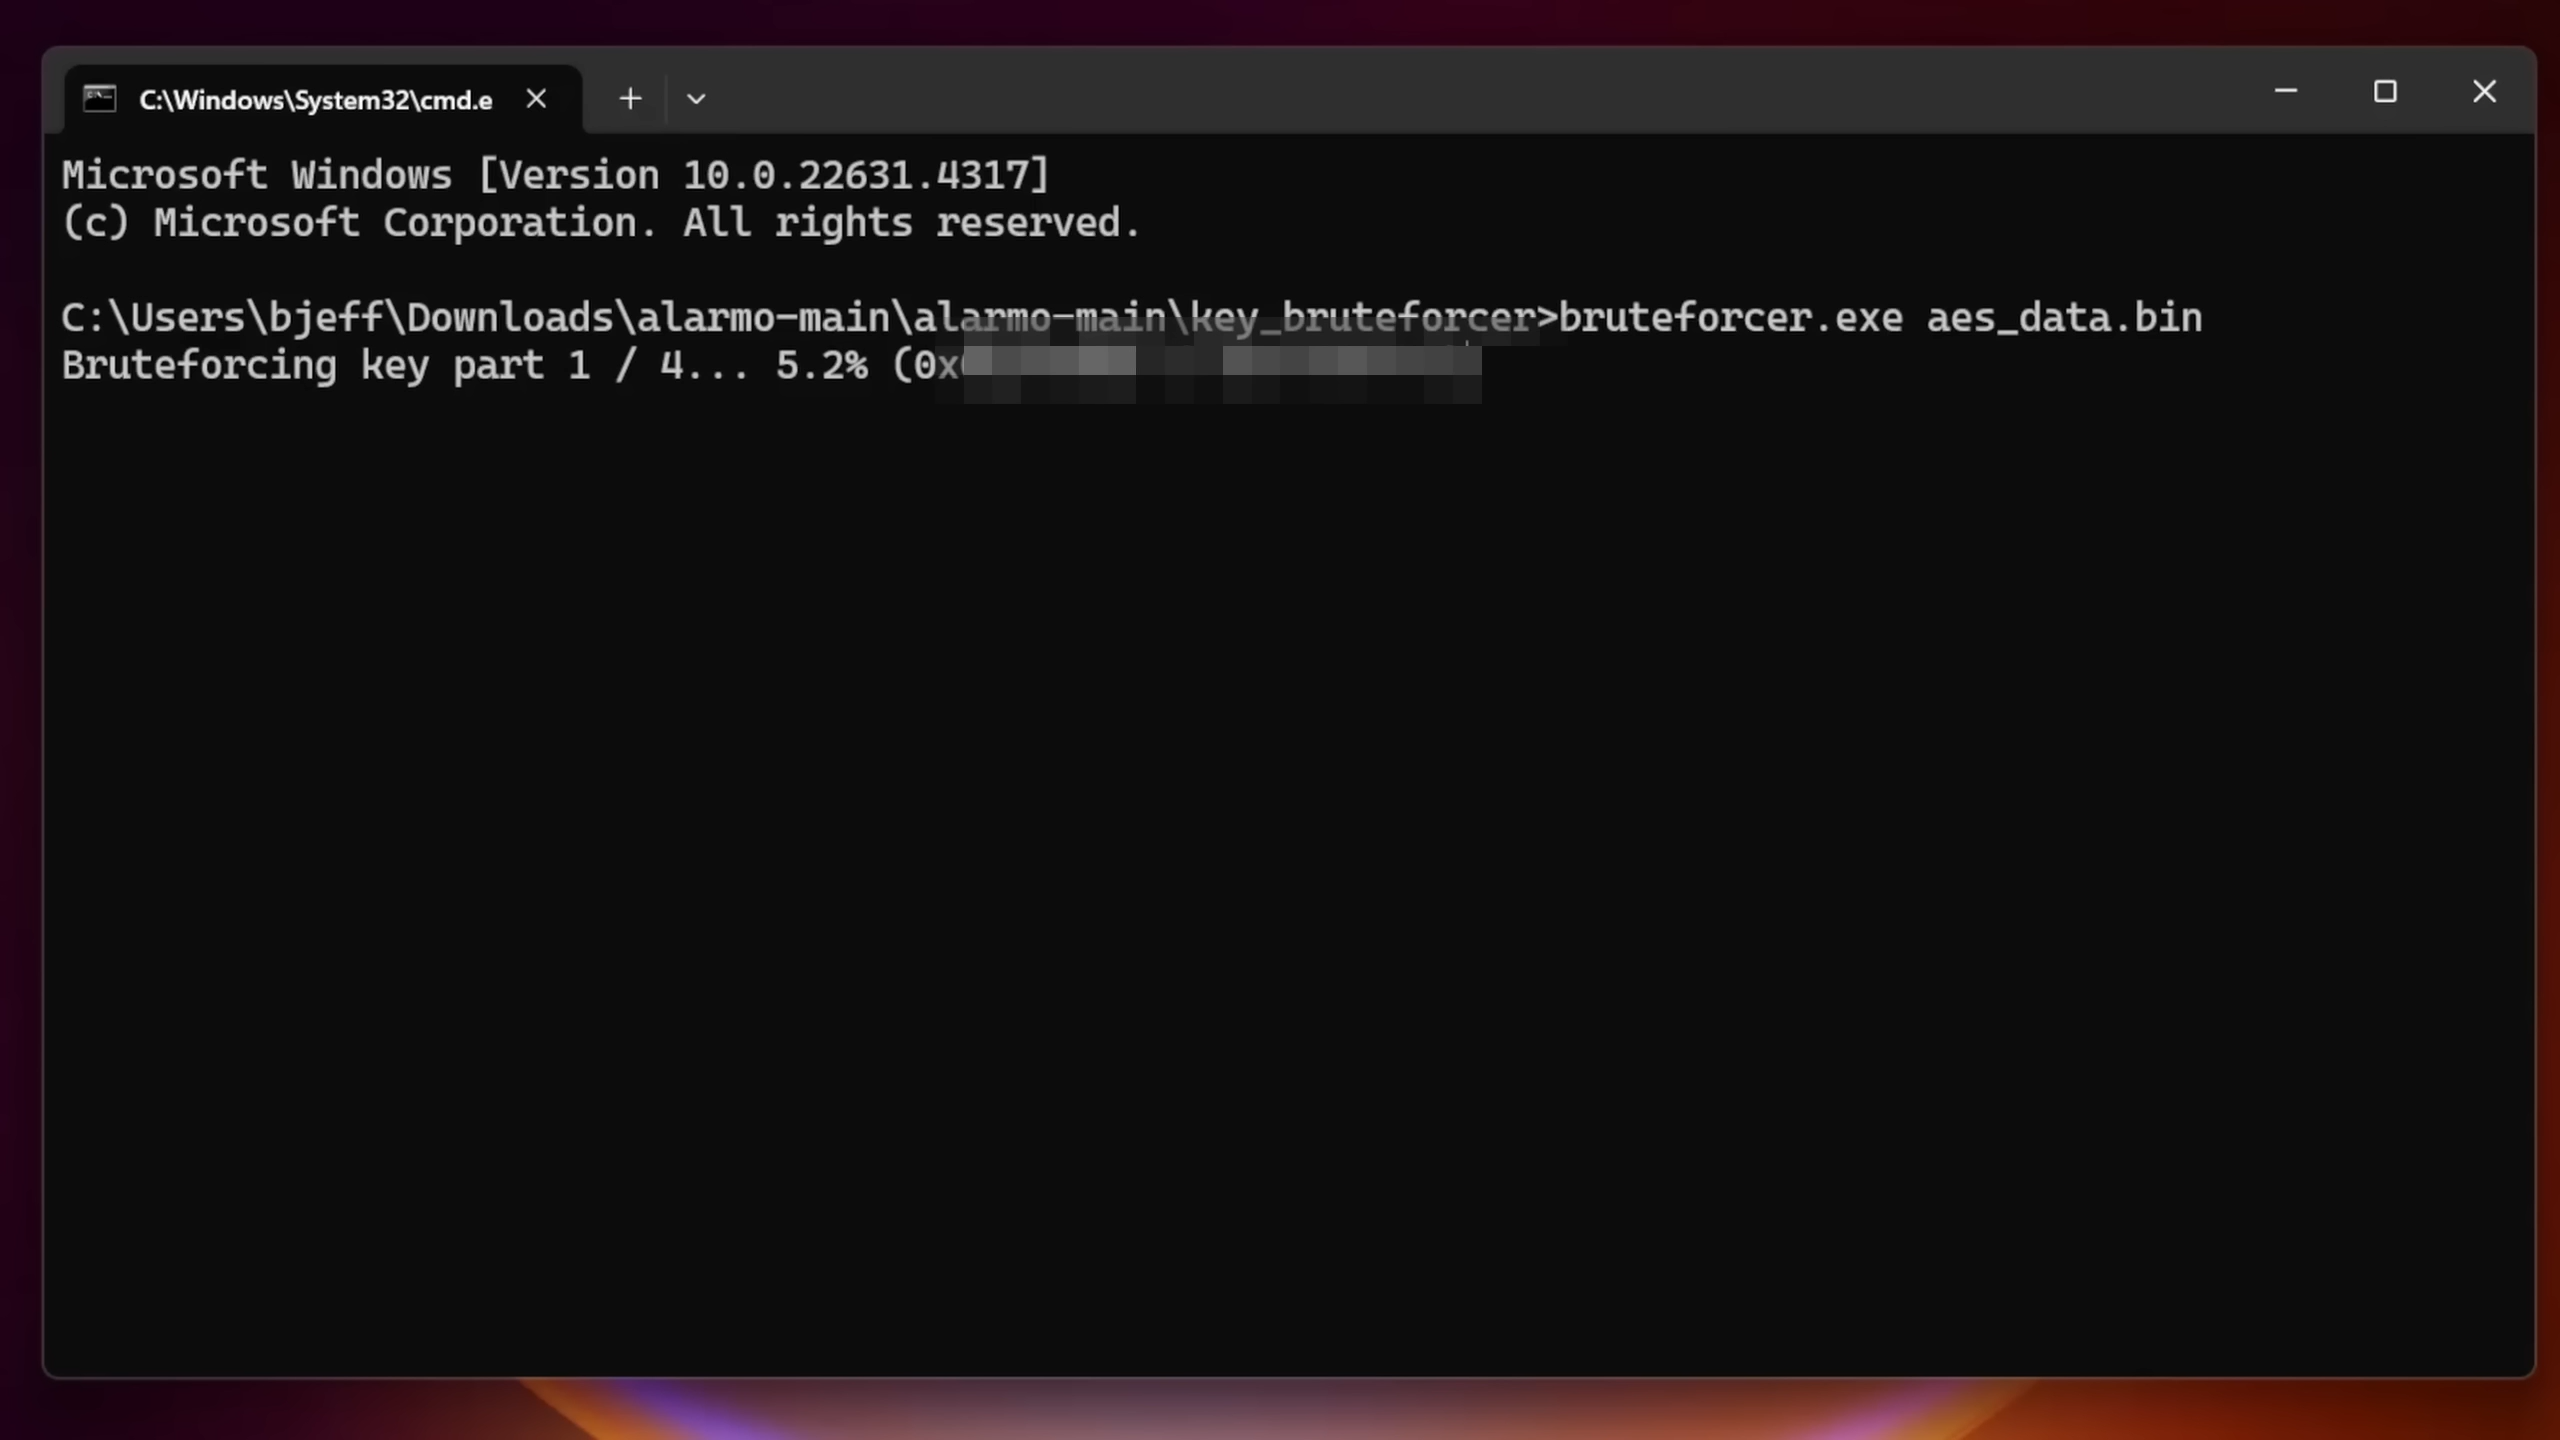 C:\Windows\System32\cmd.e
Microsoft Windows [Version 10.0.22631.4317]
(c) Microsoft Corporation. All rights reserved.
C:\Users\bjeff\Downloads\alarmo-main\alarmo-main\key_bruteforcer>bruteforcer.exe aes_data.bin
Bruteforcing key part 1 / 4... 5.2% (0x